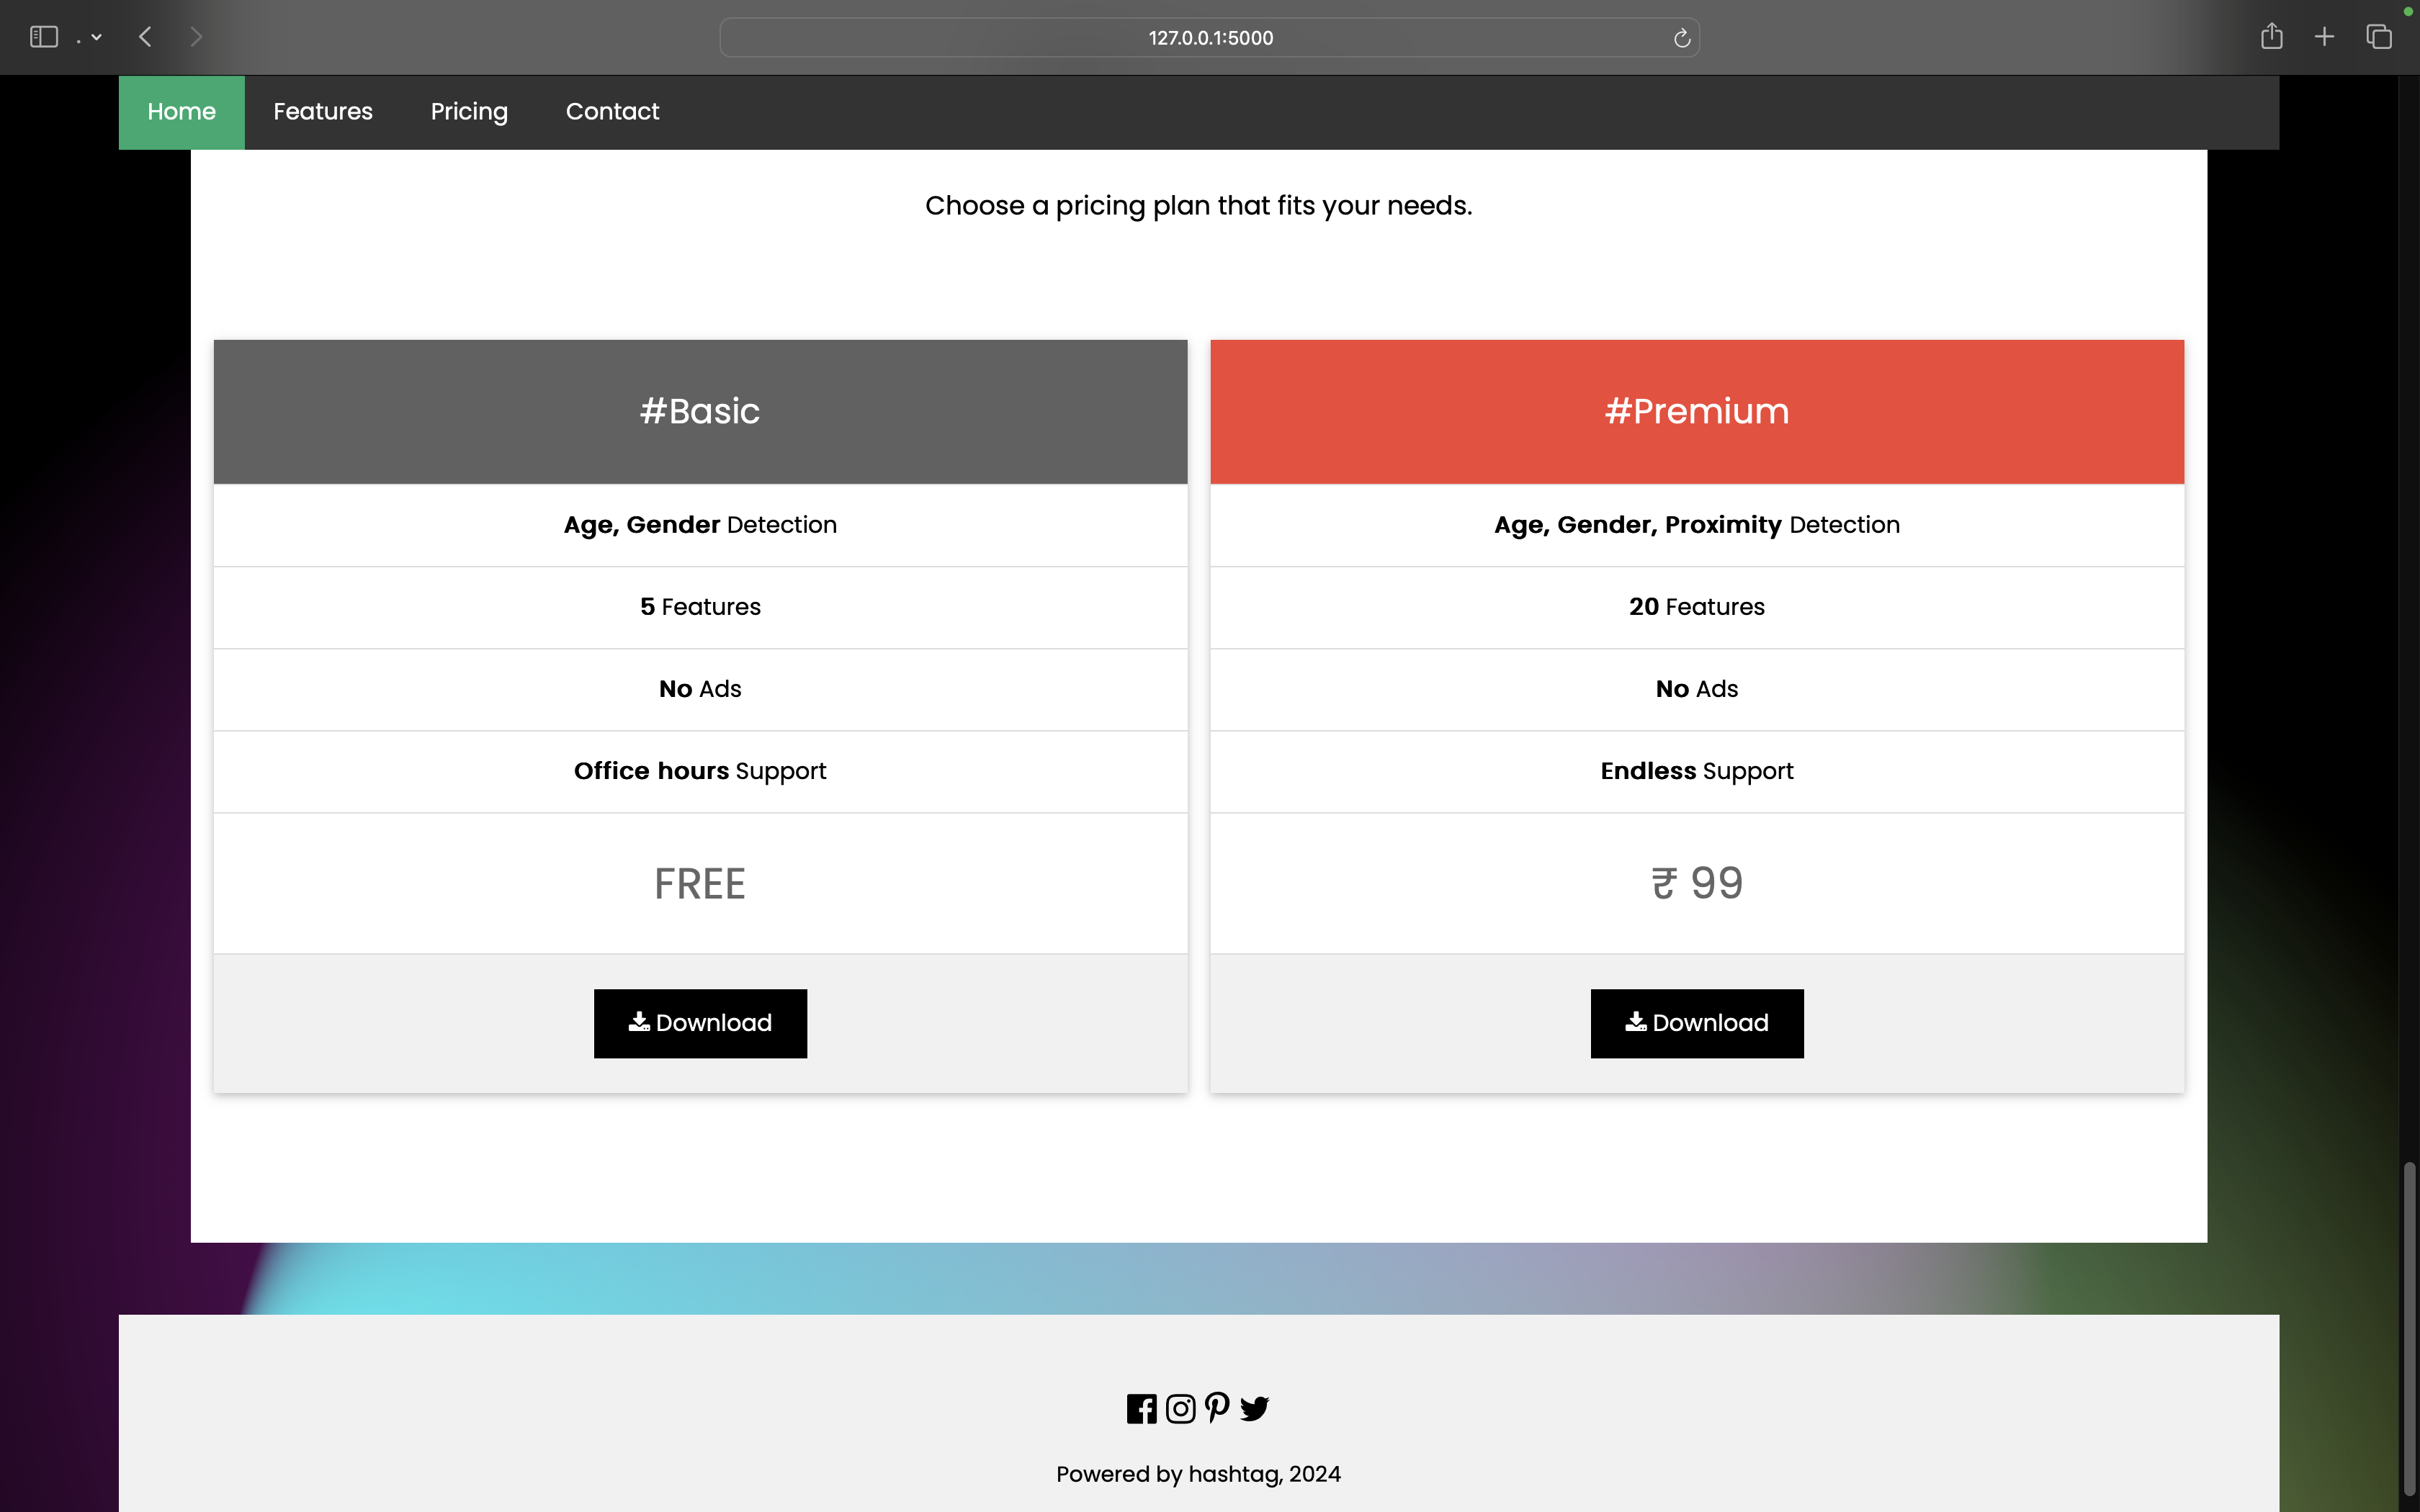 127.0.0.1:5000
Home Features Pricing Contact
Choose a pricing plan that fits your needs.
#Basic
Age, Gender Detection
5 Features
No Ads
Office hours Support
FREE
Download
#Premium
Age, Gender, Proximity Detection
20 Features
No Ads
Endless Support
₹ 99
Download
Powered by hashtag, 2024